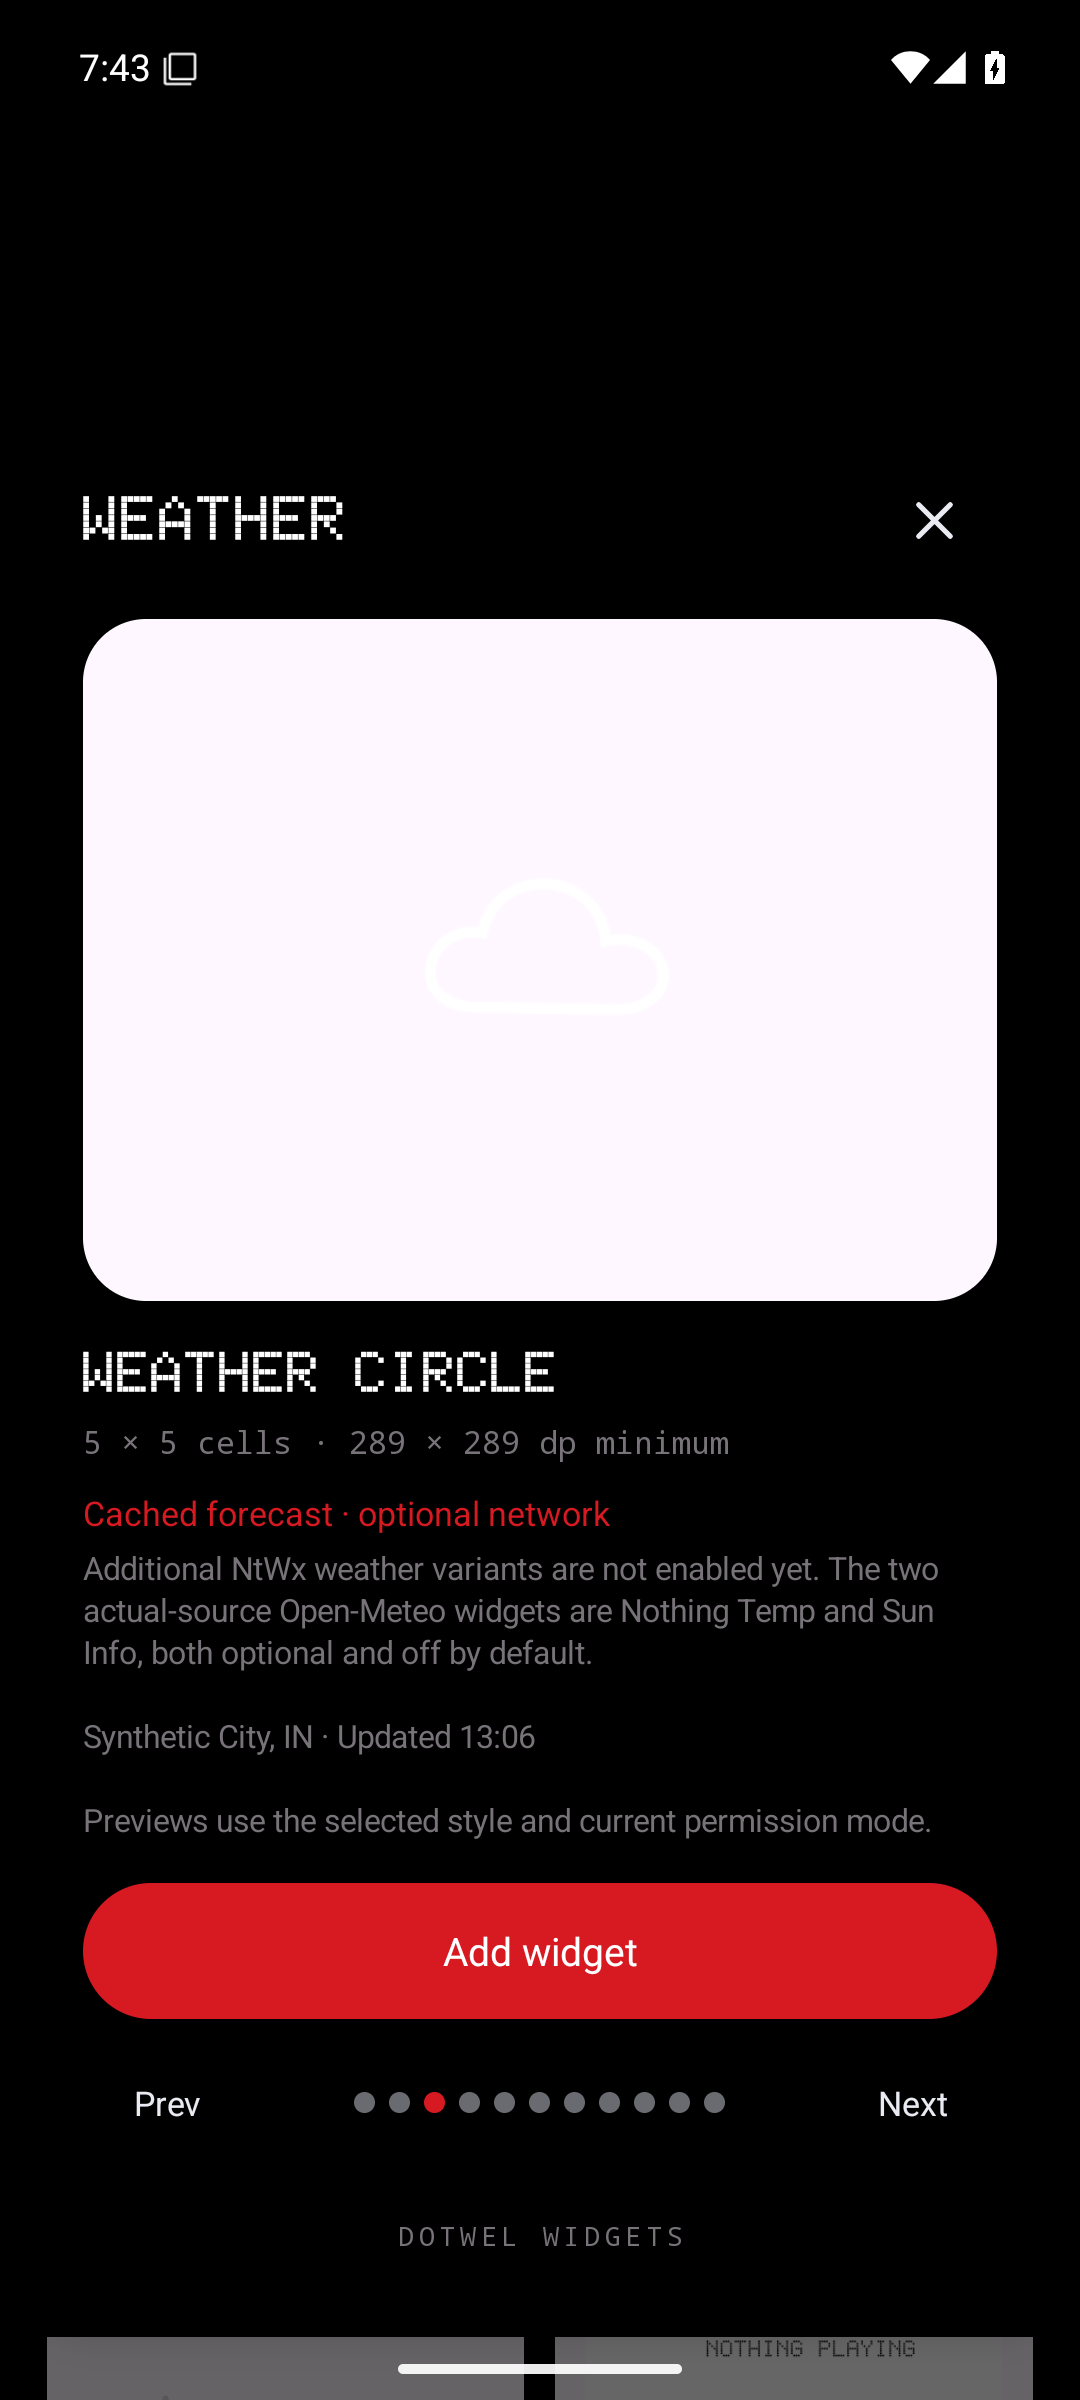 7:43
WEATHER
WEATHER CIRCLE
5 × 5 cells · 289 × 289 dp minimum
Cached forecast · optional network
Additional NtWx weather variants are not enabled yet. The two
actual-source Open-Meteo widgets are Nothing Temp and Sun
Info, both optional and off by default.
Synthetic City, IN · Updated 13:06
Previews use the selected style and current permission mode.
Add widget
Prev
Next
DOTWEL WIDGETS
NOTHING PLAYING